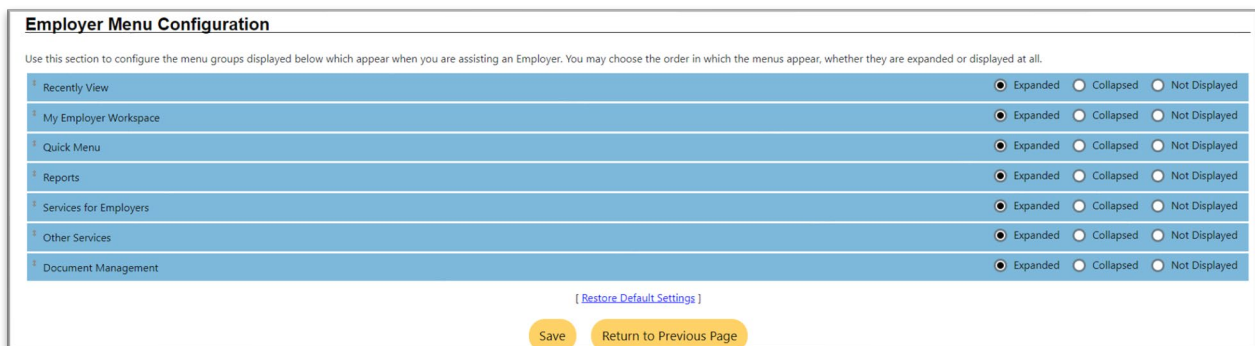 Employer Menu Configuration
Use this section to configure the menu groups displayed below which appear when you are assisting an Employer. You may choose the order in which the menus appear, whether they are expanded or displayed at all.
Recently View Expanded Collapsed Not Displayed
My Employer Workspace Expanded Collapsed Not Displayed
Quick Menu Expanded Collapsed Not Displayed
Reports Expanded Collapsed Not Displayed
Services for Employers Expanded Collapsed Not Displayed
Other Services Expanded Collapsed Not Displayed
Document Management Expanded Collapsed Not Displayed
[ Restore Default Settings ]
Save Return to Previous Page